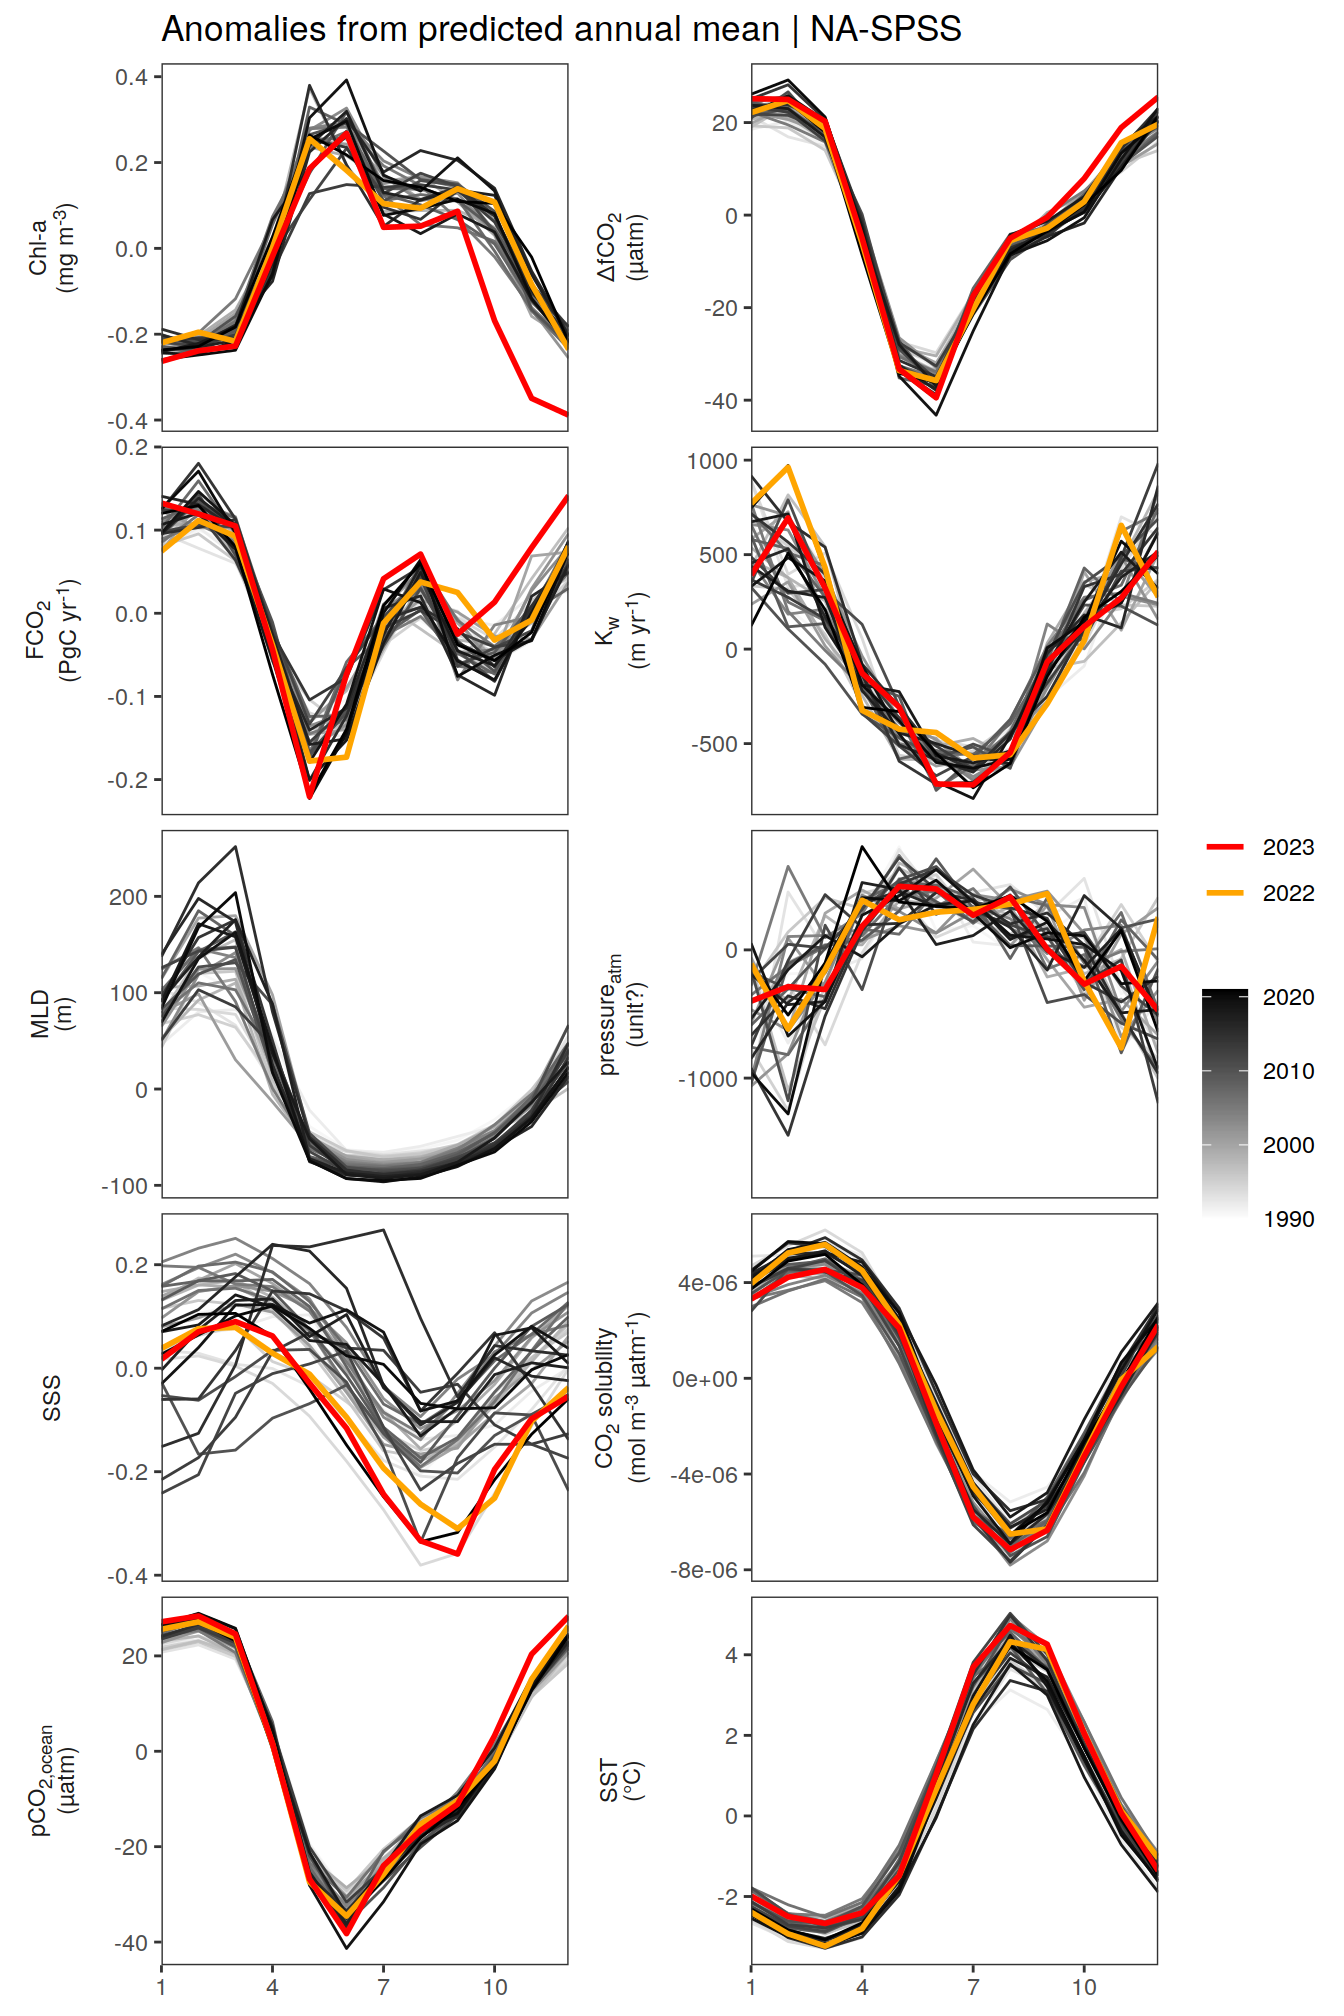 Anomalies from predicted annual mean | NA-SPSS
Chl-a
(mg m-3)
0.4
0.2
0.0
-0.2
-0.4
ΔfCO2
(µatm)
20
0
-20
-40
FCO2
(PgC yr-1)
0.2
0.1
0.0
-0.1
-0.2
Kw
(m yr-1)
1000
500
0
-500
MLD
(m)
200
100
0
-100
pressureatm
(unit?)
0
-1000
2023
2022
2020
2010
2000
1990
SSS
0.2
0.0
-0.2
-0.4
CO2 solubility
(mol m-3 µatm-1)
4e-06
0e+00
-4e-06
-8e-06
pCO2,ocean
(µatm)
20
0
-20
-40
1 4 7 10
SST
(°C)
4
2
0
-2
1 4 7 10